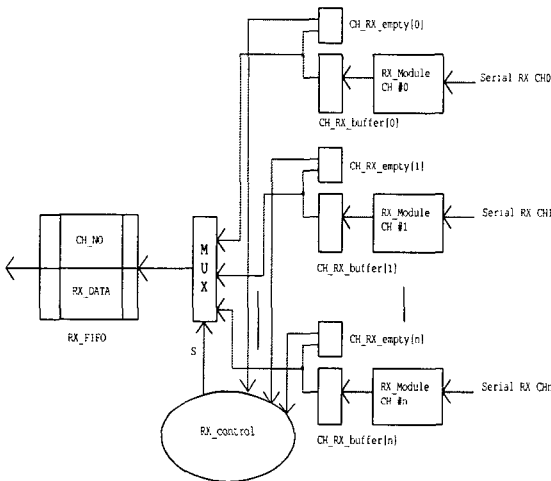 CH_RX_empty[0]
RX_Module
CH #0
Serial RX CH0
CH_RX_buffer[0]
CH_RX_empty[1]
RX_Module
CH #1
Serial RX CH1
CH_RX_buffer[1]
MUX
CH_NO
RX_DATA
RX_FIFO
S
CH_RX_empty[n]
RX_Module
CH #n
Serial RX CHn
CH_RX_buffer[n]
RX_control